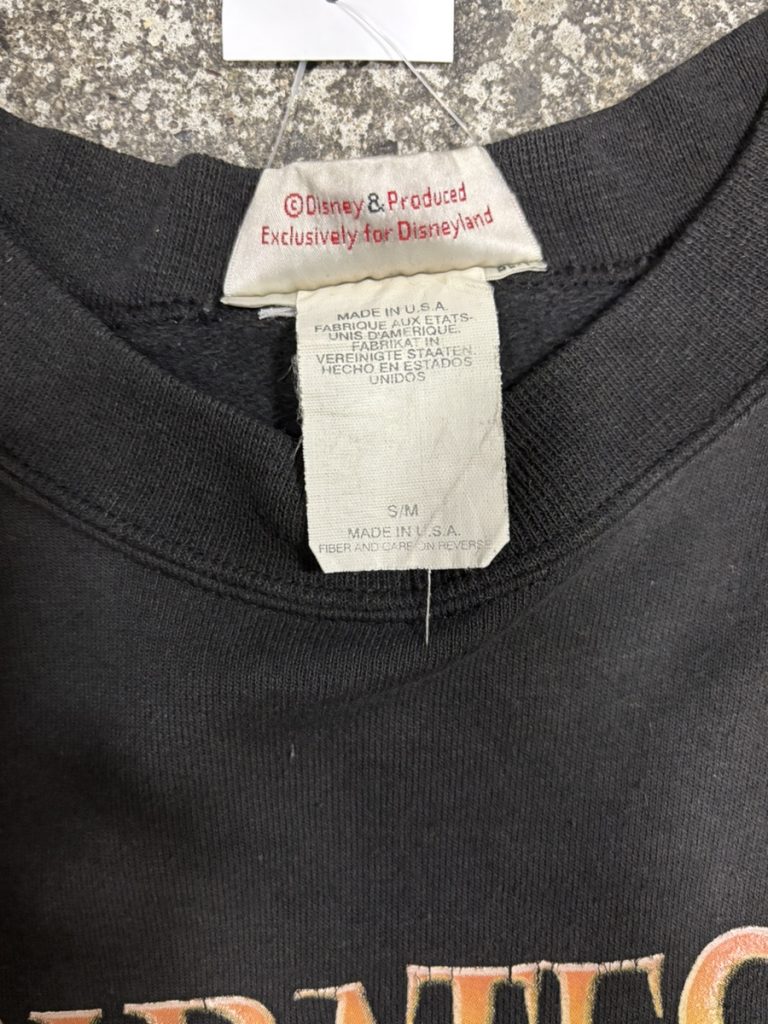 ©Disney & Produced
Exclusively for Disneyland
MADE IN U.S.A.
FABRIQUE AUX ETATS-
UNIS D'AMERIQUE.
FABRIKAT IN
VEREINIGTE STAATEN.
HECHO EN ESTADOS
UNIDOS
S/M
MADE IN U.S.A.
FIBER AND CARE ON REVERSE